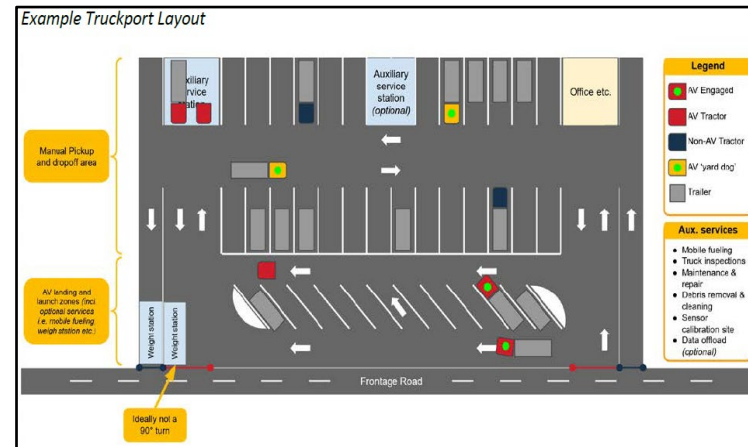 Example Truckport Layout
Auxiliary
service
station
Auxiliary
service
station
(optional)
Office etc.
Manual Pickup
and dropoff area
AV landing and
launch zones (incl.
optional services
i.e. mobile fueling
weigh station etc.)
Weight station
Weight station
Ideally not a
90° turn
Frontage Road
Legend
AV Engaged
AV Tractor
Non-AV Tractor
AV 'yard dog'
Trailer
Aux. services
• Mobile fueling
• Truck inspections
• Maintenance &
repair
• Debris removal &
cleaning
• Sensor
calibration site
• Data offload
(optional)